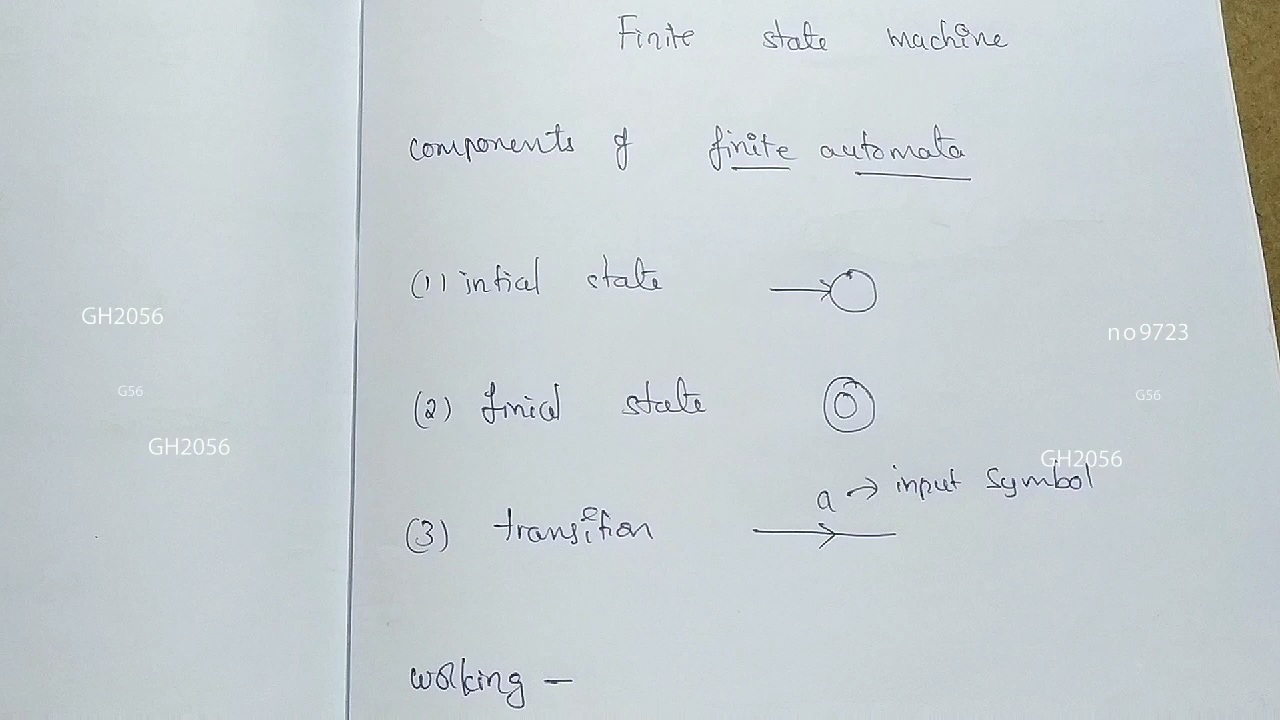 Finite state machine
components of finite automata
(1) intial state
GH2056
no9723
(2) finial state
G56
G56
GH2056
GH2056
a → input symbol
(3) transition
working –